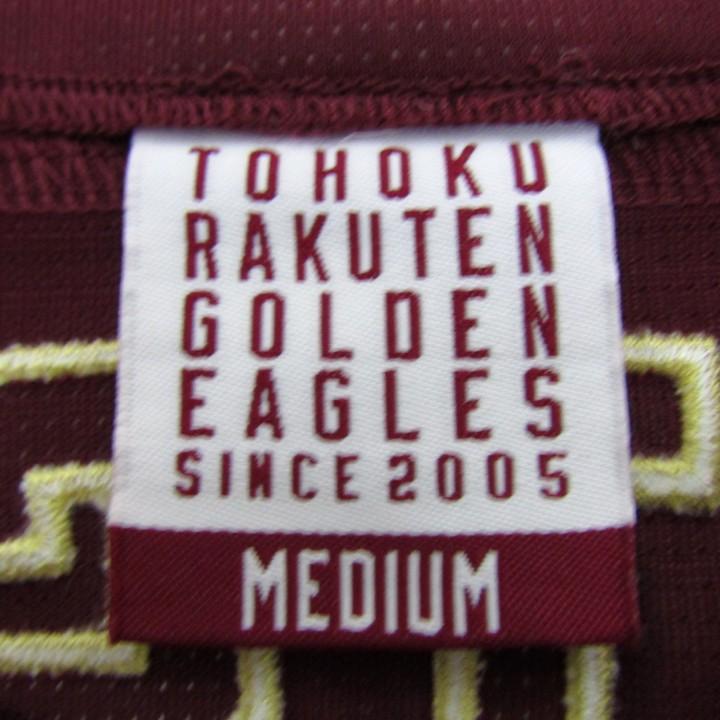 TOHOKU
RAKUTEN
GOLDEN
EAGLES
SINCE 2005
MEDIUM